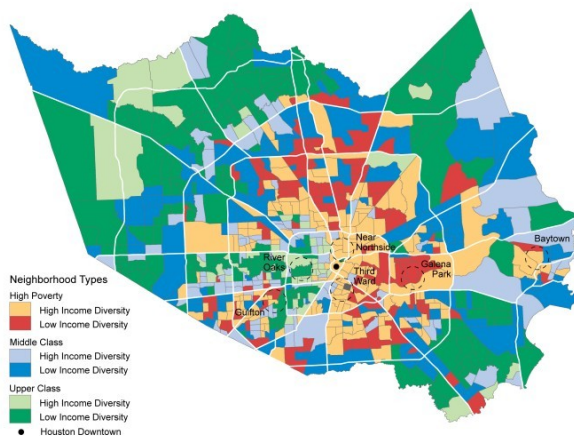 Near
Northside
River
Oaks
Third
Ward
Galena
Park
Baytown
Gulfton
Neighborhood Types
High Poverty
High Income Diversity
Low Income Diversity
Middle Class
High Income Diversity
Low Income Diversity
Upper Class
High Income Diversity
Low Income Diversity
Houston Downtown